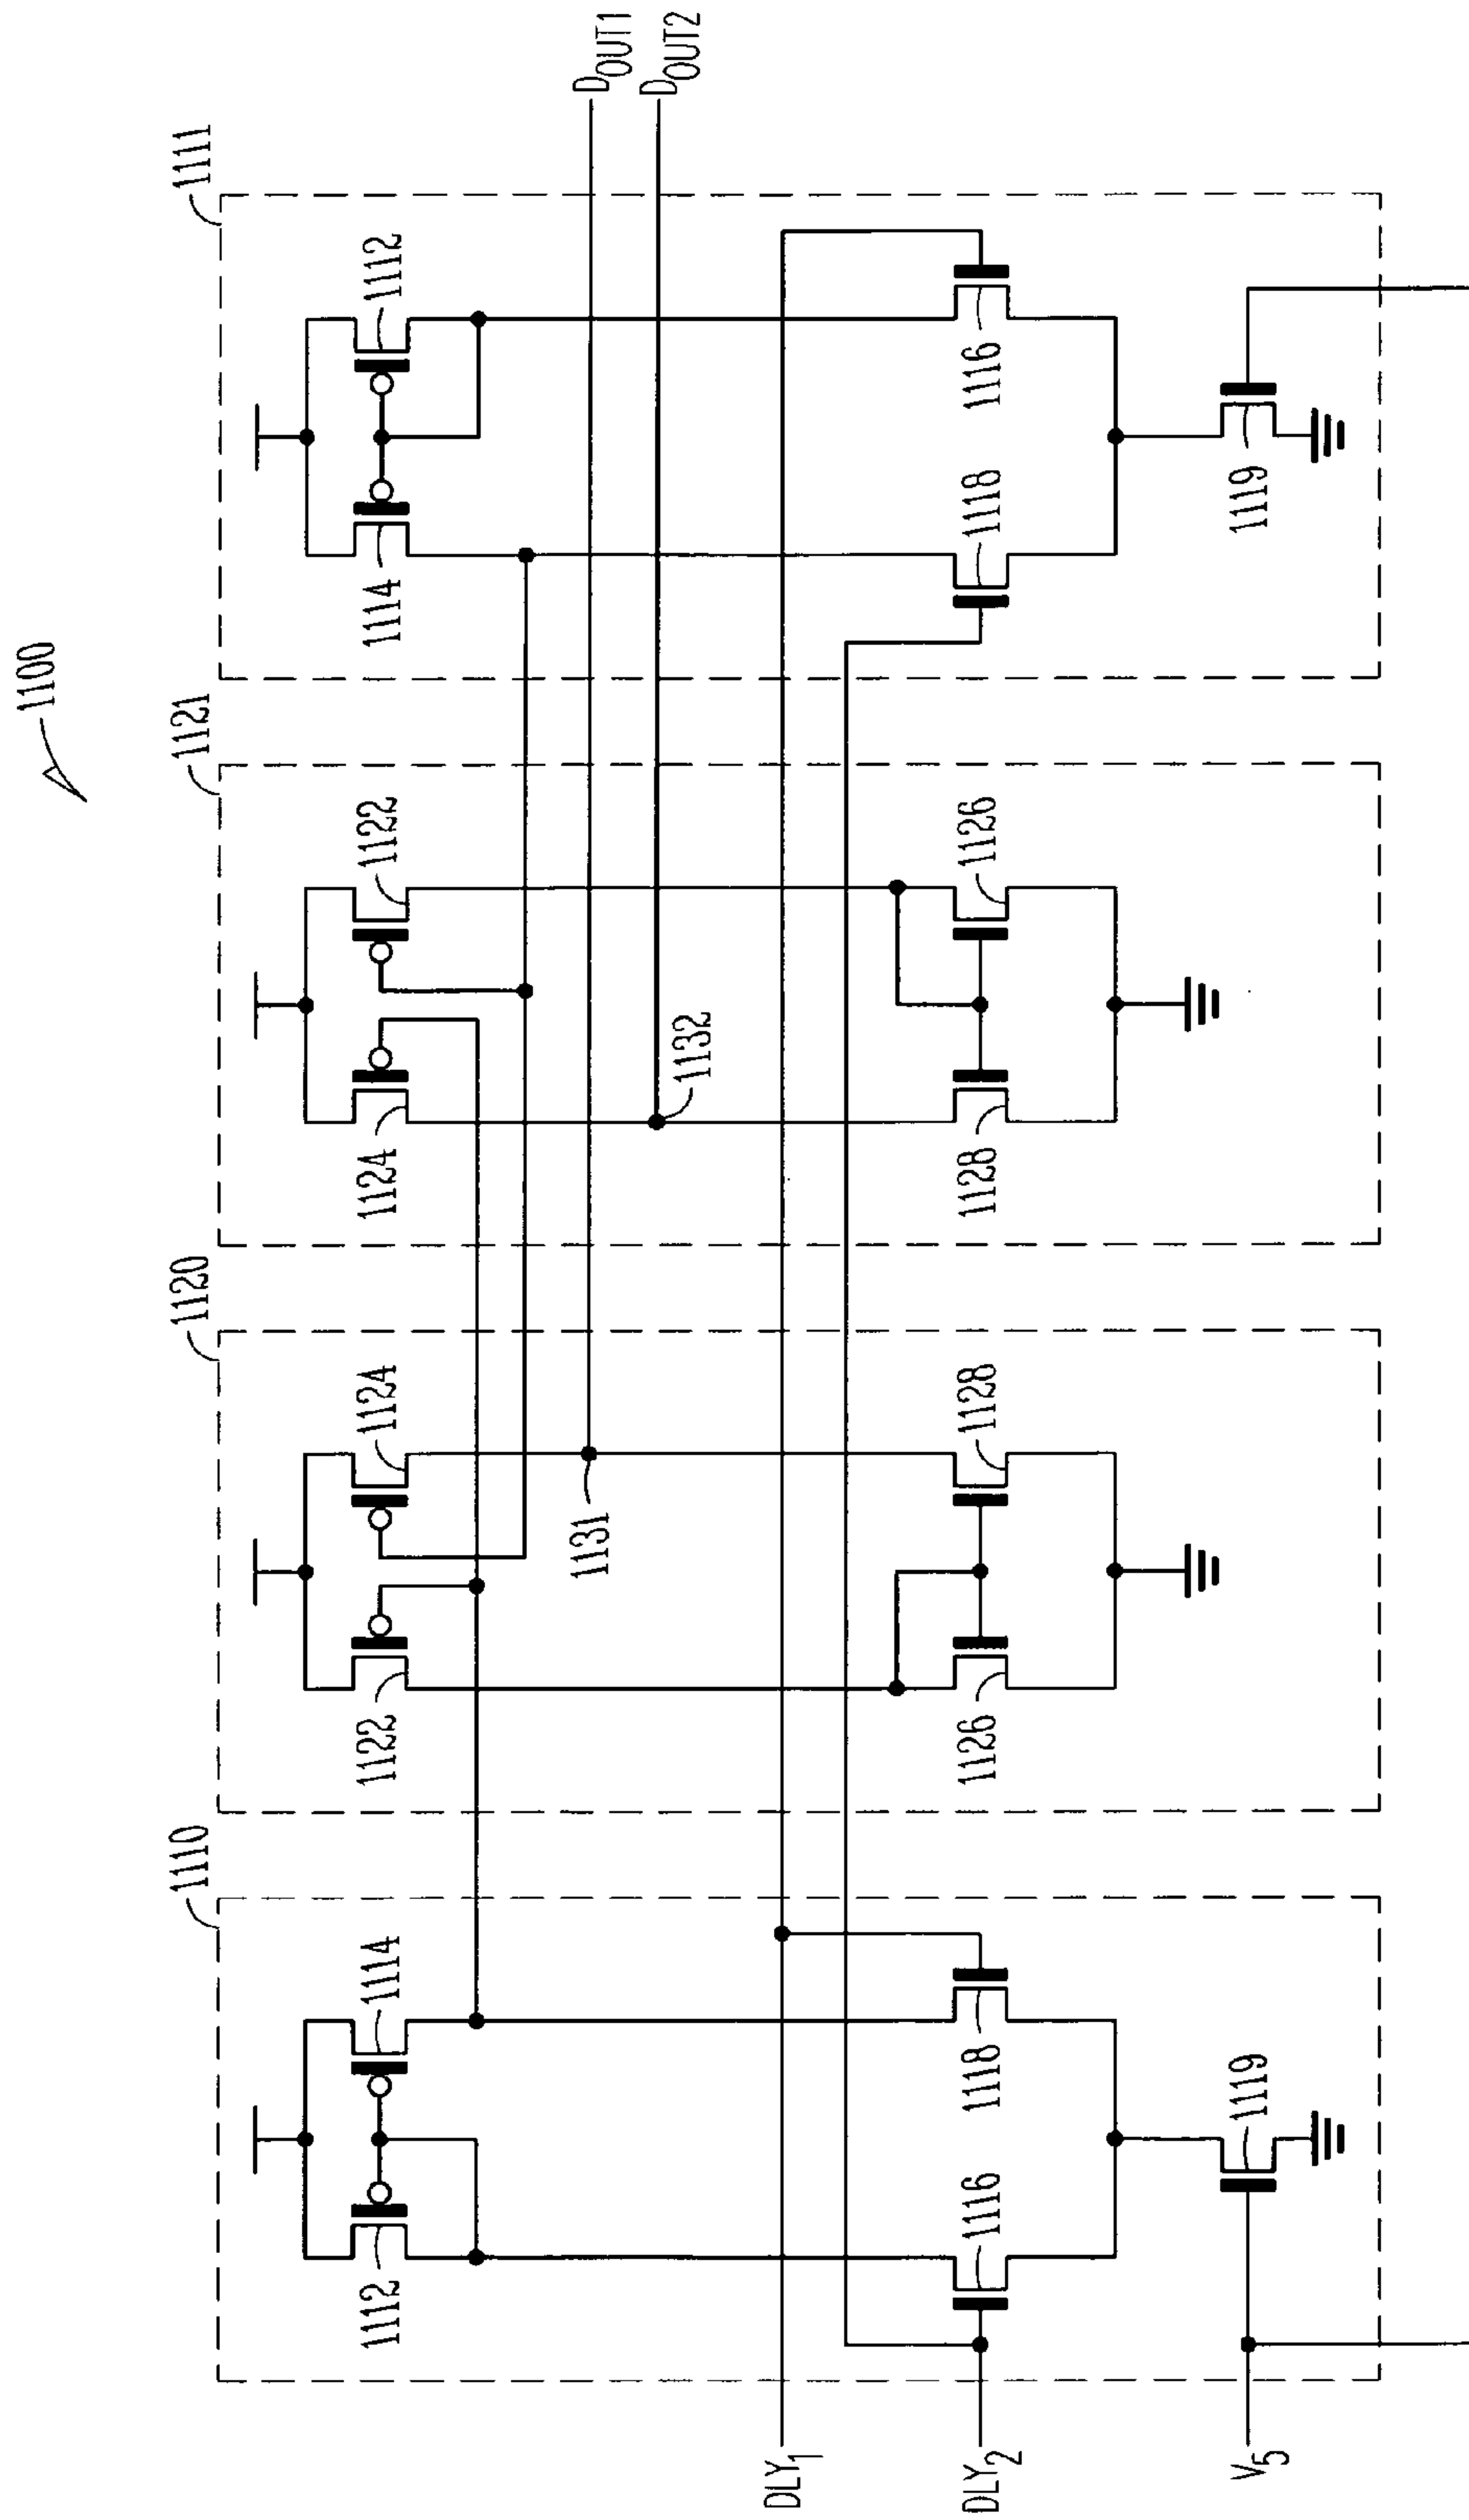 1100
1110 1120 1121 1111
1112 1114 1122 1124 1124 1122 1114 1112
1131 DOUT1
1132 DOUT2
DLY1
DLY2 1116 1118 1126 1128 1128 1126 1118 1116
V5 1119 1119